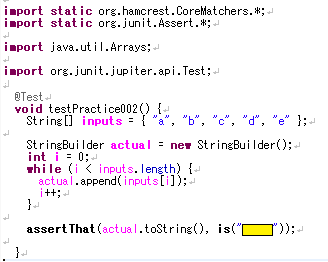 import static org.hamcrest.CoreMatchers.*;
import static org.junit.Assert.*;
import java.util.Arrays;
import org.junit.jupiter.api.Test;
@Test
void testPractice002() {
String[] inputs = { "a", "b", "c", "d", "e" };
StringBuilder actual = new StringBuilder();
int i = 0;
while (i < inputs.length) {
actual.append(inputs[i]);
i++;
}
assertThat(actual.toString(), is("    "));
}